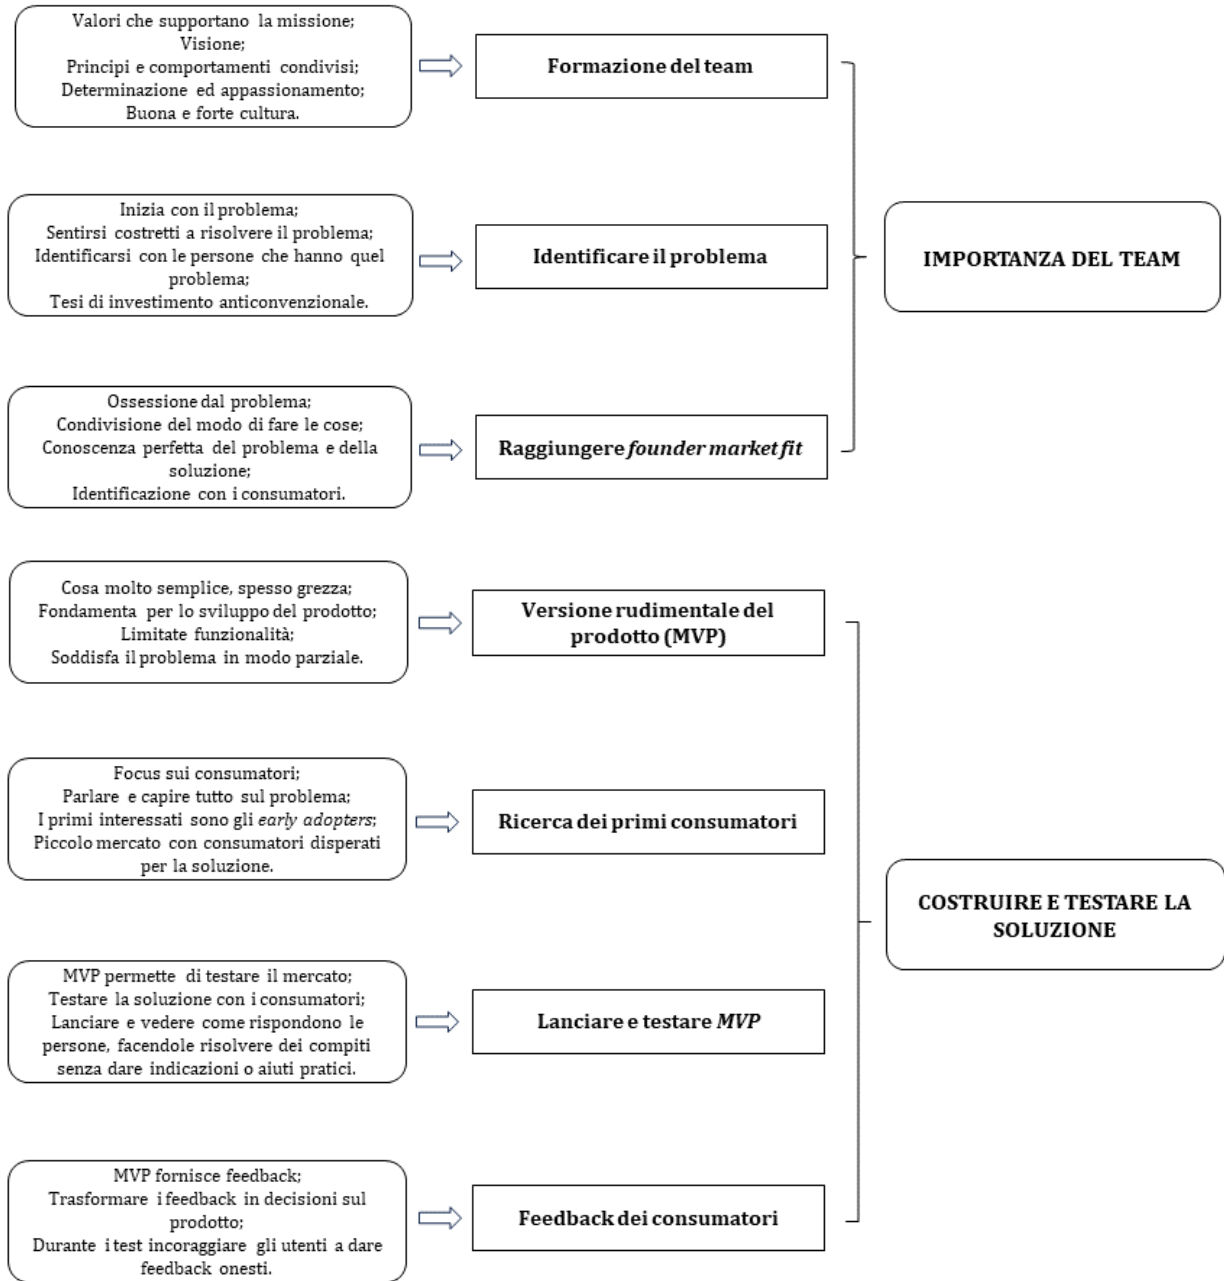 Valori che supportano la missione;
Visione;
Principi e comportamenti condivisi;
Determinazione ed appassionamento;
Buona e forte cultura.
Formazione del team
Inizia con il problema;
Sentirsi costretti a risolvere il problema;
Identificarsi con le persone che hanno quel
problema;
Tesi di investimento anticonvenzionale.
Identificare il problema
IMPORTANZA DEL TEAM
Ossessione dal problema;
Condivisione del modo di fare le cose;
Conoscenza perfetta del problema e della
soluzione;
Identificazione con i consumatori.
Raggiungere founder market fit
Cosa molto semplice, spesso grezza;
Fondamenta per lo sviluppo del prodotto;
Limitate funzionalità;
Soddisfa il problema in modo parziale.
Versione rudimentale del
prodotto (MVP)
Focus sui consumatori;
Parlare e capire tutto sul problema;
I primi interessati sono gli early adopters;
Piccolo mercato con consumatori disperati
per la soluzione.
Ricerca dei primi consumatori
COSTRUIRE E TESTARE LA
SOLUZIONE
MVP permette di testare il mercato;
Testare la soluzione con i consumatori;
Lanciare e vedere come rispondono le
persone, facendole risolvere dei compiti
senza dare indicazioni o aiuti pratici.
Lanciare e testare MVP
MVP fornisce feedback;
Trasformare i feedback in decisioni sul
prodotto;
Durante i test incoraggiare gli utenti a dare
feedback onesti.
Feedback dei consumatori